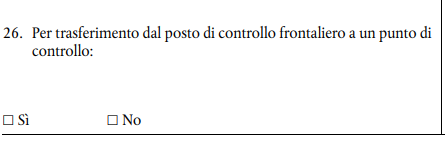 26. Per trasferimento dal posto di controllo frontaliero a un punto di
controllo:
☐ Sì ☐ No